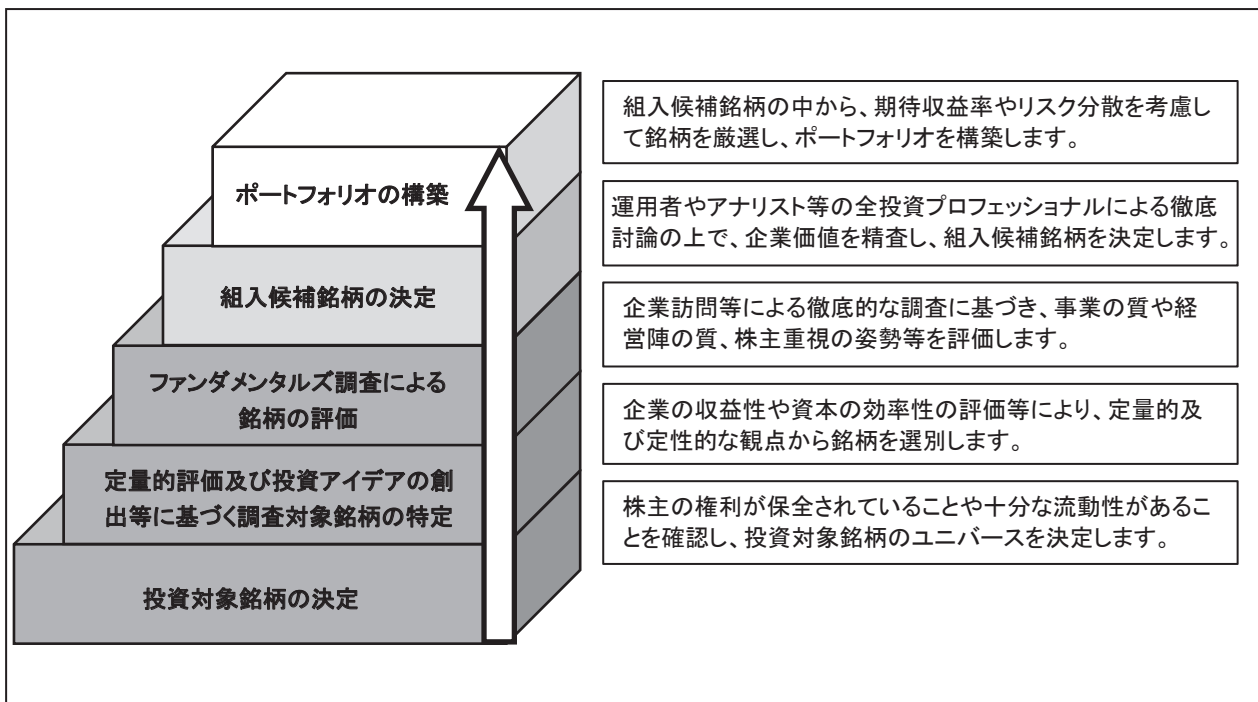 組入候補銘柄の中から、期待収益率やリスク分散を考慮し
て銘柄を厳選し、ポートフォリオを構築します。
ポートフォリオの構築
運用者やアナリスト等の全投資プロフェッショナルによる徹底
討論の上で、企業価値を精査し、組入候補銘柄を決定します。
組入候補銘柄の決定
企業訪問等による徹底的な調査に基づき、事業の質や経
営陣の質、株主重視の姿勢等を評価します。
ファンダメンタルズ調査による
銘柄の評価
企業の収益性や資本の効率性の評価等により、定量的及
び定性的な観点から銘柄を選別します。
定量的評価及び投資アイデアの創
出等に基づく調査対象銘柄の特定
株主の権利が保全されていることや十分な流動性があるこ
とを確認し、投資対象銘柄のユニバースを決定します。
投資対象銘柄の決定